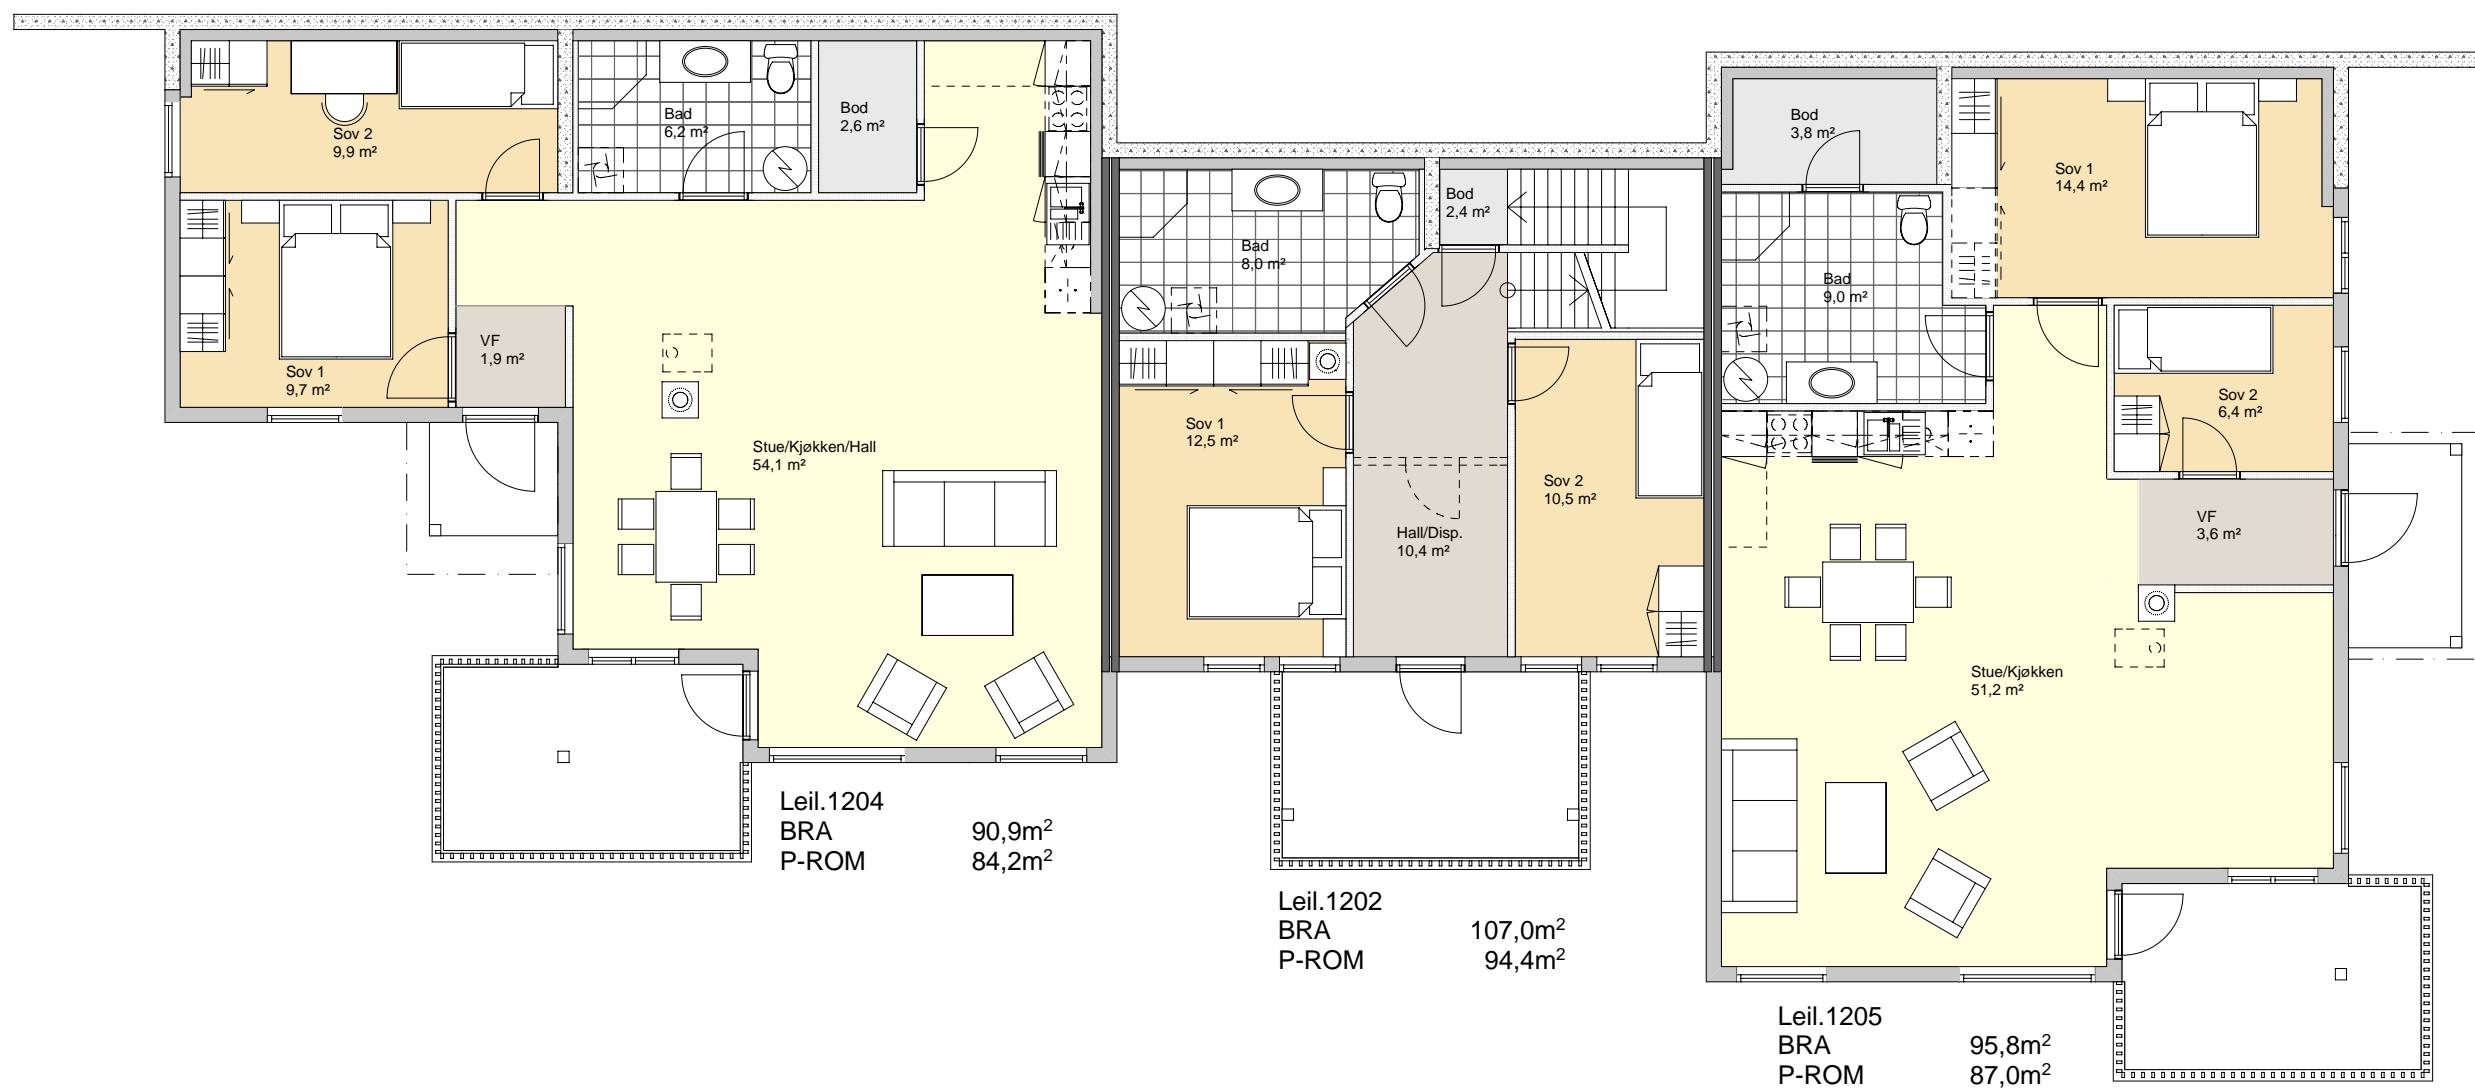 Sov 2
9,9 m²
Bad
6,2 m²
Bod
2,6 m²
Sov 1
9,7 m²
VF
1,9 m²
Stue/Kjøkken/Hall
54,1 m²
Leil.1204
BRA 90,9m²
P-ROM 84,2m²
Bad
8,0 m²
Bod
2,4 m²
Sov 1
12,5 m²
Hall/Disp.
10,4 m²
Sov 2
10,5 m²
Leil.1202
BRA 107,0m²
P-ROM 94,4m²
Bod
3,8 m²
Sov 1
14,4 m²
Bad
9,0 m²
Sov 2
6,4 m²
VF
3,6 m²
Stue/Kjøkken
51,2 m²
Leil.1205
BRA 95,8m²
P-ROM 87,0m²